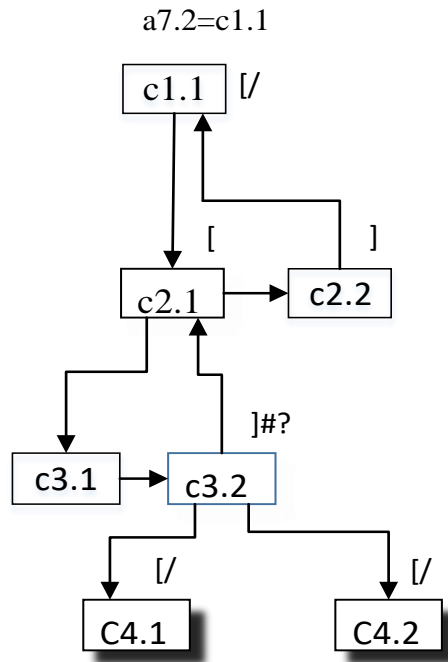 a7.2=c1.1
c1.1 [/
[ ]
c2.1 c2.2
]#?
c3.1 c3.2
[/ [/
C4.1 C4.2